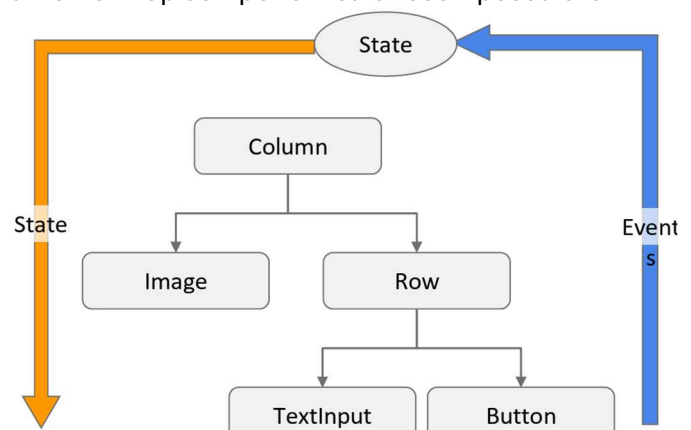 State
Column
State
Event
s
Image
Row
TextInput
Button